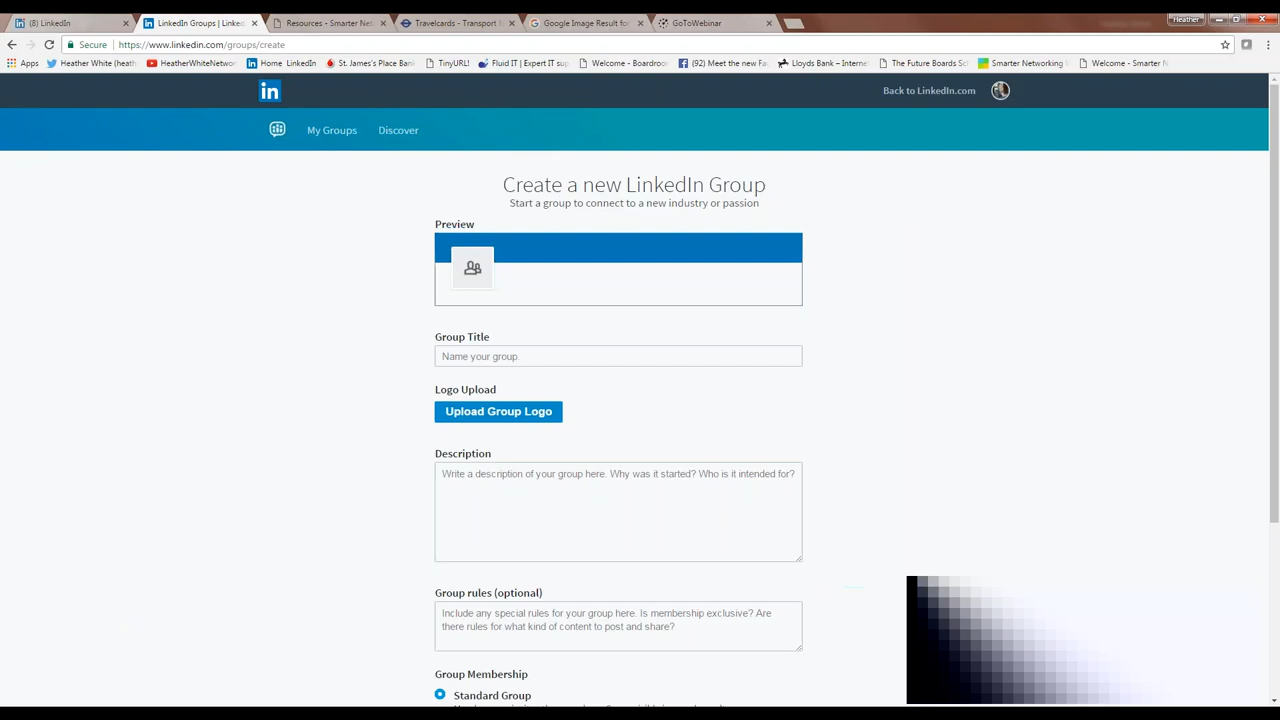 Heather
(8) LinkedIn
LinkedIn Groups | Linke
Resources - Smarter Net
Travelcards - Transport f
Google Image Result for
GoToWebinar
Secure
https://www.linkedin.com/groups/create
Apps
Heather White (heath
HeatherWhiteNetwor
Home LinkedIn
St. James's Place Bank
TinyURL!
Fluid IT | Expert IT sup
Welcome - Boardroo
(92) Meet the new Fa
Lloyds Bank – Internet
The Future Boards Sc
Smarter Networking
Welcome - Smarter N
in
Back to LinkedIn.com
My Groups
Discover
Create a new LinkedIn Group
Start a group to connect to a new industry or passion
Preview
Group Title
Name your group.
Logo Upload
Upload Group Logo
Description
Write a description of your group here. Why was it started? Who is it intended for?
Group rules (optional)
Include any special rules for your group here. Is membership exclusive? Are
there rules for what kind of content to post and share?
Group Membership
Standard Group